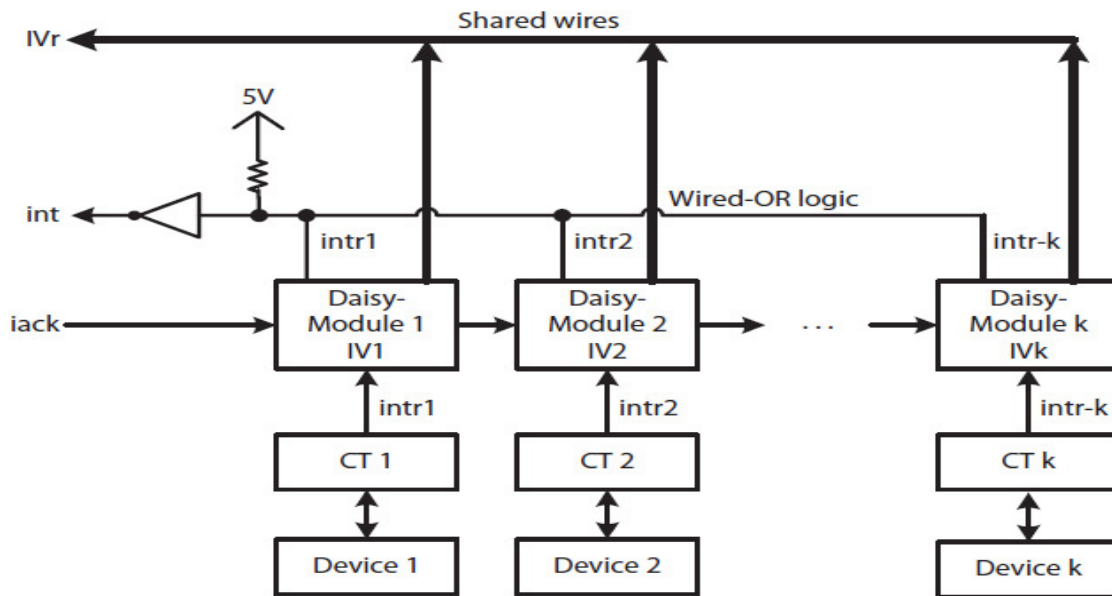 Shared wires
IVr
5V
Wired-OR logic
int
intr1
intr2
intr-k
iack
Daisy-
Module 1
IV1
Daisy-
Module 2
IV2
...
Daisy-
Module k
IVk
intr1
intr2
intr-k
CT 1
CT 2
CT k
Device 1
Device 2
Device k